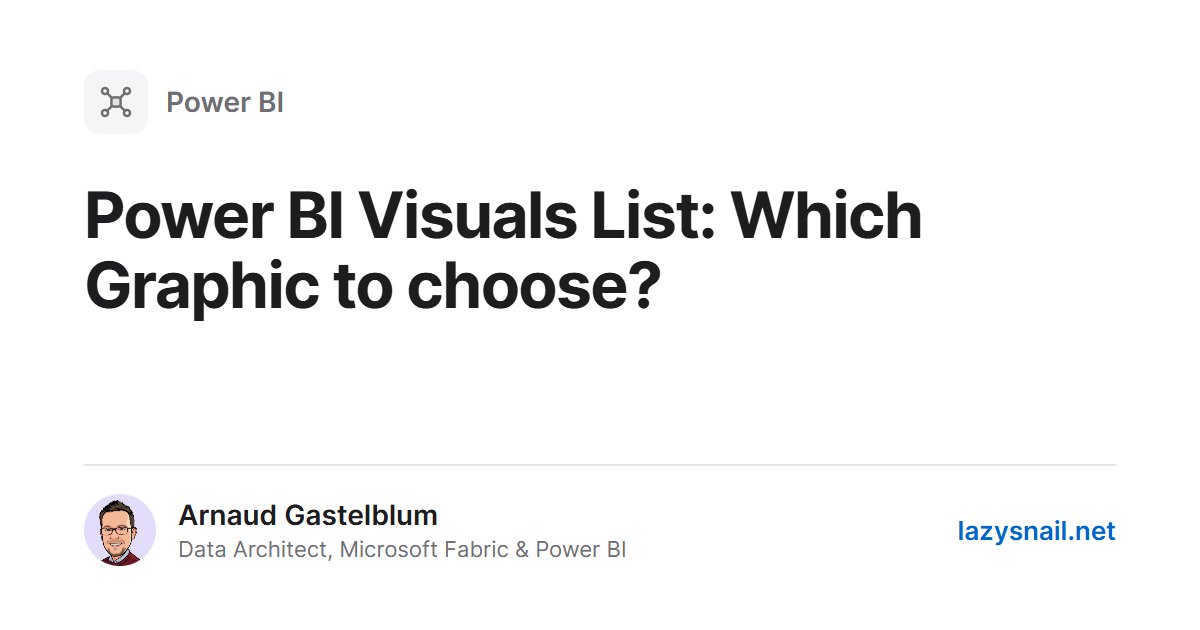 Power BI
Power BI Visuals List: Which
Graphic to choose?
Arnaud Gastelblum
Data Architect, Microsoft Fabric & Power BI
lazysnail.net